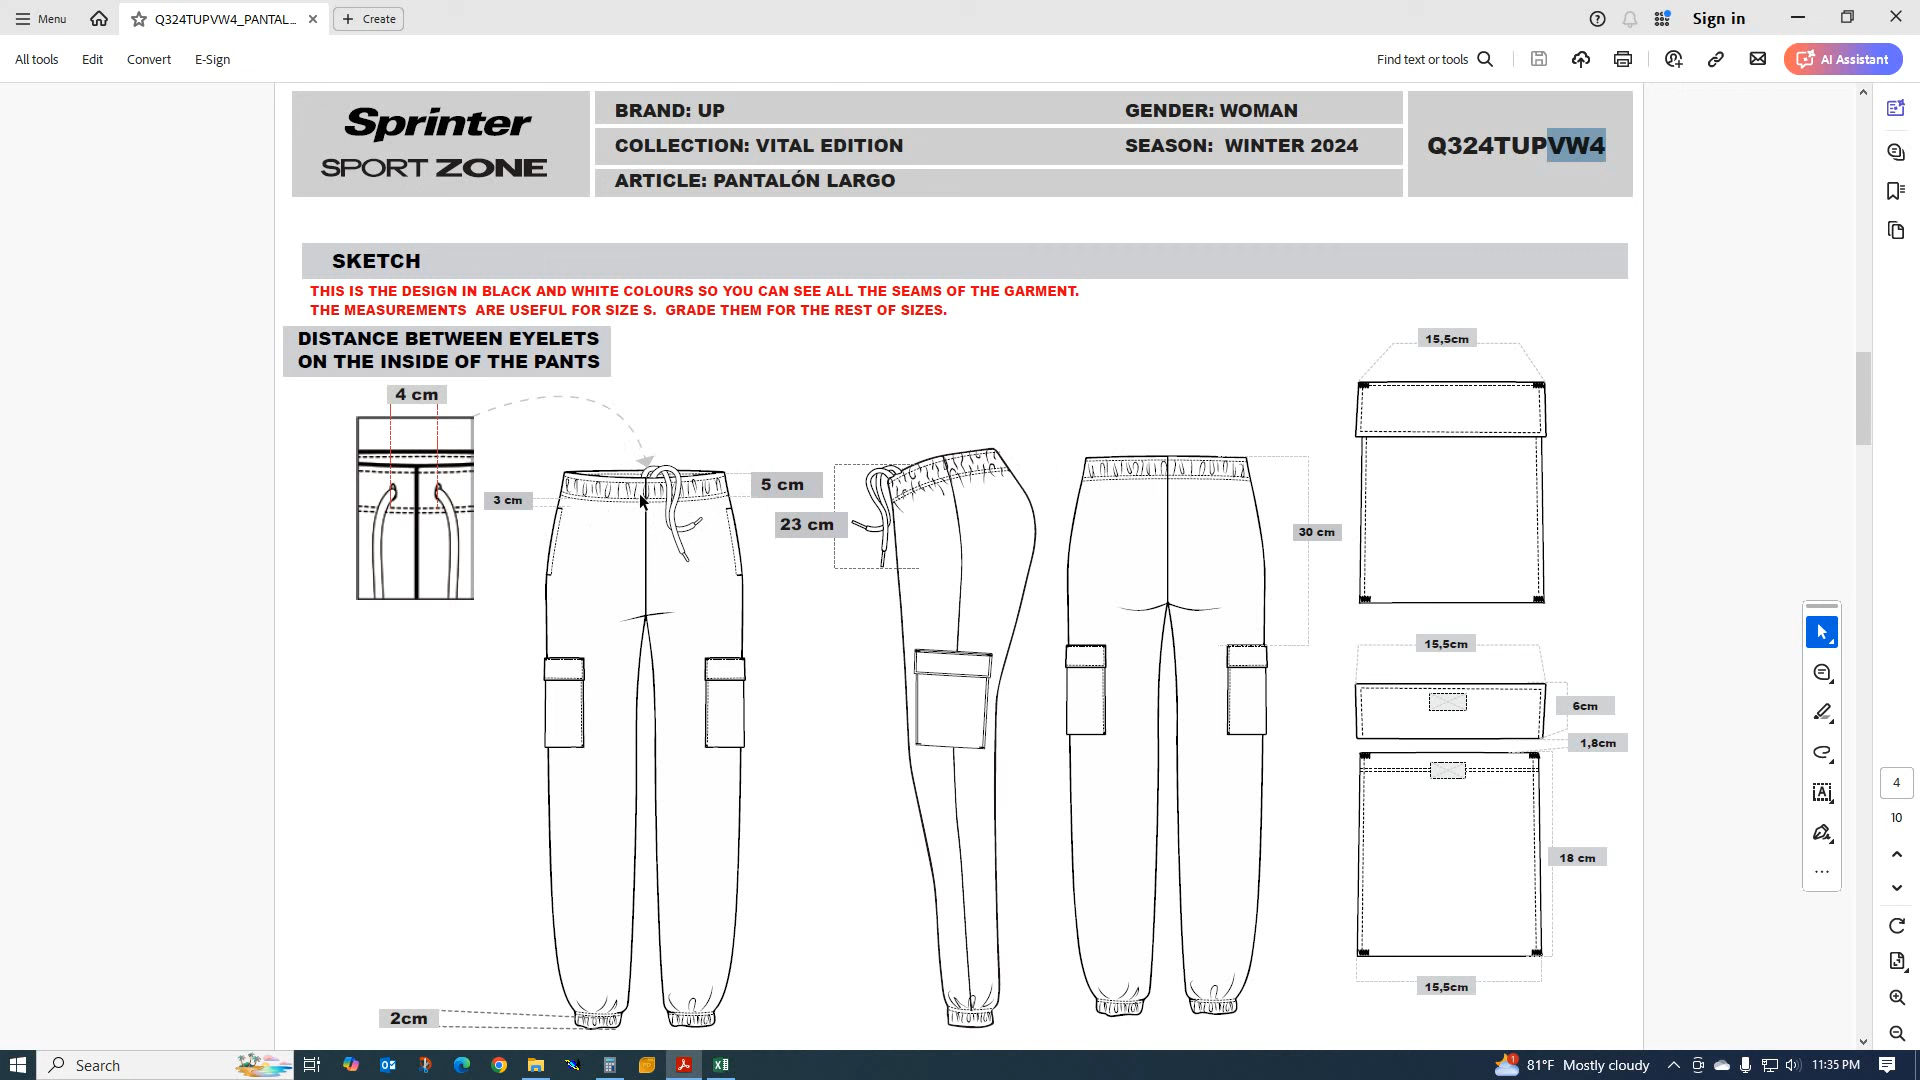 Menu
Q324TUPVW4_PANTAL...
Create
Sign in
All tools
Edit
Convert
E-Sign
Find text or tools
AI Assistant
Sprinter
SPORT ZONE
BRAND: UP
GENDER: WOMAN
COLLECTION: VITAL EDITION
SEASON: WINTER 2024
ARTICLE: PANTALÓN LARGO
Q324TUPVW4
SKETCH
THIS IS THE DESIGN IN BLACK AND WHITE COLOURS SO YOU CAN SEE ALL THE SEAMS OF THE GARMENT.
THE MEASUREMENTS ARE USEFUL FOR SIZE S. GRADE THEM FOR THE REST OF SIZES.
DISTANCE BETWEEN EYELETS
ON THE INSIDE OF THE PANTS
4 cm
3 cm
5 cm
23 cm
30 cm
2cm
15,5cm
15,5cm
6cm
1,8cm
18 cm
15,5cm
4
10
Search
81°F Mostly cloudy
11:35 PM